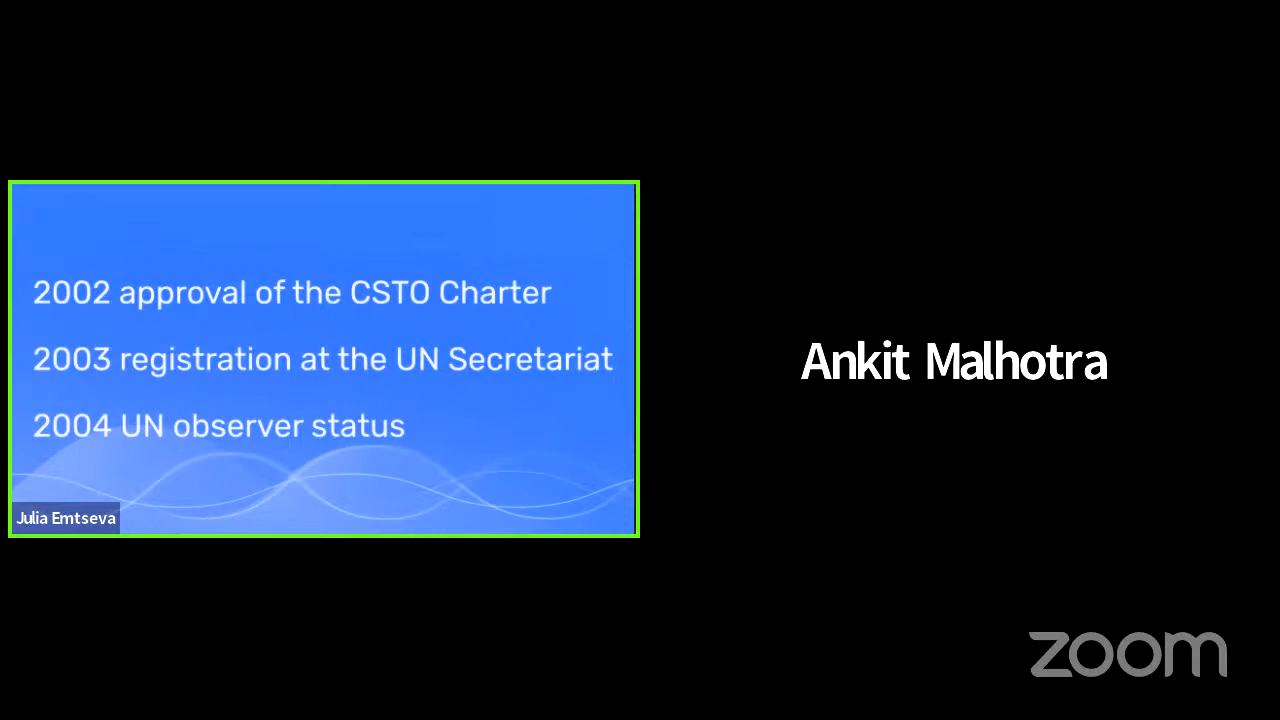 2002 approval of the CSTO Charter
2003 registration at the UN Secretariat
2004 UN observer status
Julia Emtseva
Ankit Malhotra
zoom